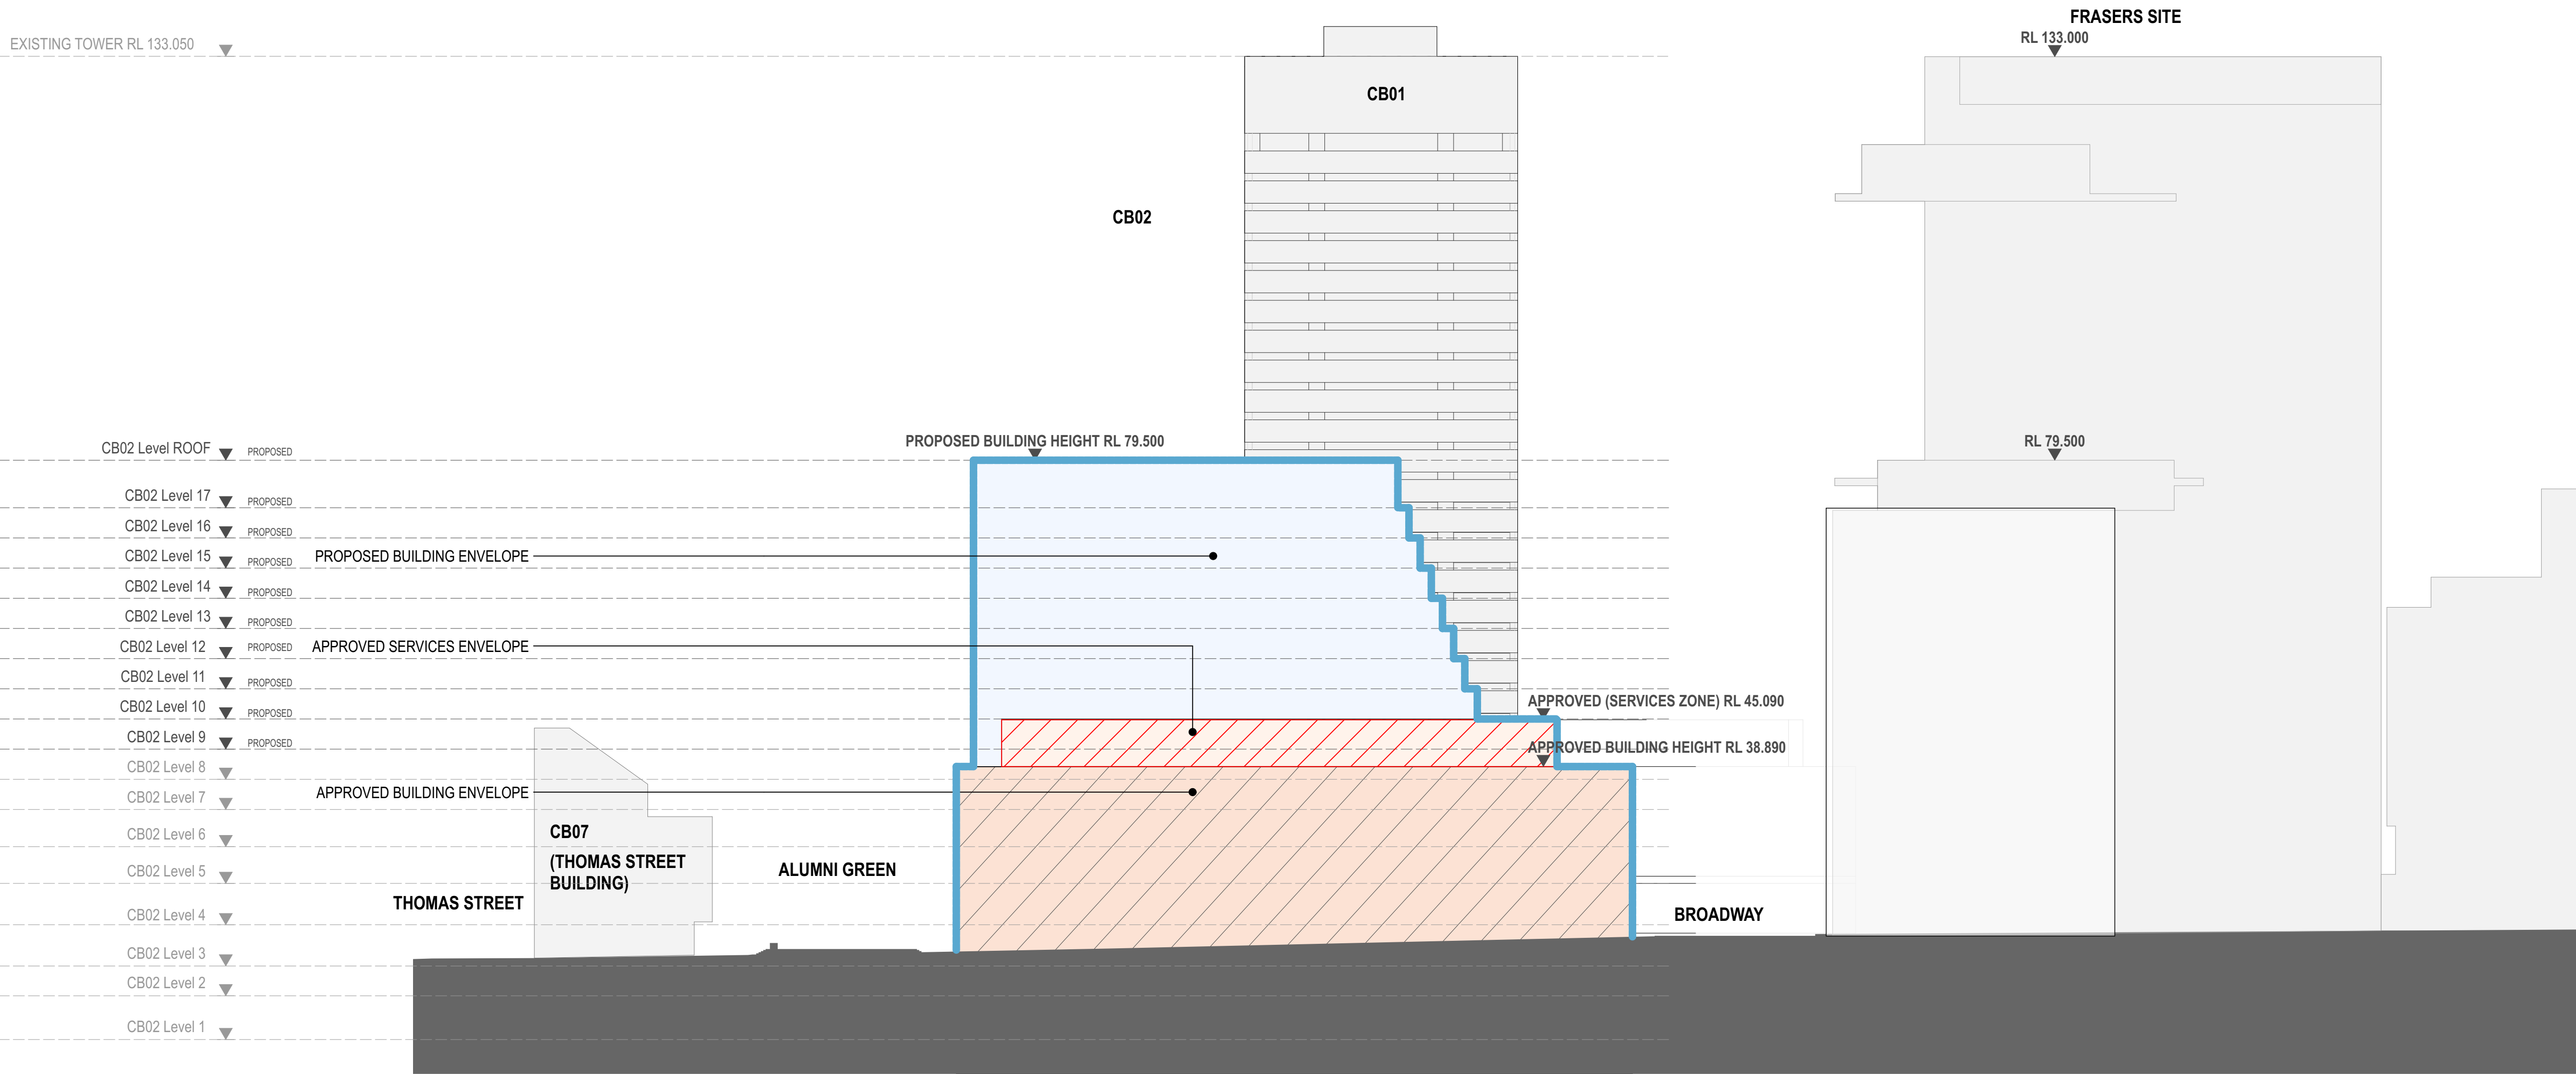 FRASERS SITE
EXISTING TOWER RL 133.050
RL 133.000
CB01
CB02
CB02 Level ROOF PROPOSED
PROPOSED BUILDING HEIGHT RL 79.500
RL 79.500
CB02 Level 17 PROPOSED
CB02 Level 16 PROPOSED
CB02 Level 15 PROPOSED
PROPOSED BUILDING ENVELOPE
CB02 Level 14 PROPOSED
CB02 Level 13 PROPOSED
CB02 Level 12 PROPOSED
APPROVED SERVICES ENVELOPE
CB02 Level 11 PROPOSED
CB02 Level 10 PROPOSED
APPROVED (SERVICES ZONE) RL 45.090
CB02 Level 9 PROPOSED
APPROVED BUILDING HEIGHT RL 38.890
CB02 Level 8
CB02 Level 7
APPROVED BUILDING ENVELOPE
CB02 Level 6
CB07
(THOMAS STREET
BUILDING)
CB02 Level 5
ALUMNI GREEN
THOMAS STREET
CB02 Level 4
BROADWAY
CB02 Level 3
CB02 Level 2
CB02 Level 1